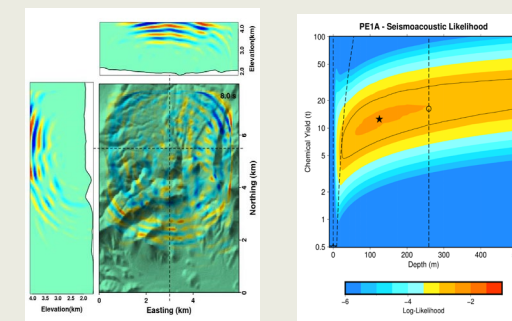 4.0
3.0
2.0
Elevation(km)
8.0 s
6
4
2
0
Northing (km)
4.0 3.5 3.0 2.5 2.0
Elevation(km)
0 2 4
Easting (km)
PE1A - Seismoacoustic Likelihood
100
50
20
10
5
2
1
0.5
Chemical Yield (t)
0 100 200 300 400
Depth (m)
-6 -4 -2
Log-Likelihood